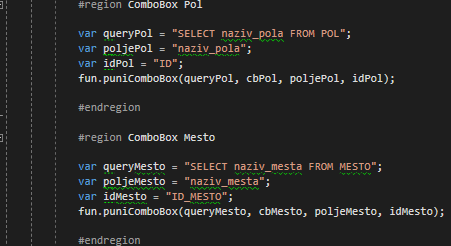 #region ComboBox Pol
var queryPol = "SELECT naziv_pola FROM POL";
var poljePol = "naziv_pola";
var idPol = "ID";
fun.puniComboBox(queryPol, cbPol, poljePol, idPol);
#endregion
#region ComboBox Mesto
var queryMesto = "SELECT naziv_mesta FROM MESTO";
var poljeMesto = "naziv_mesta";
var idMesto = "ID_MESTO";
fun.puniComboBox(queryMesto, cbMesto, poljeMesto, idMesto);
#endregion